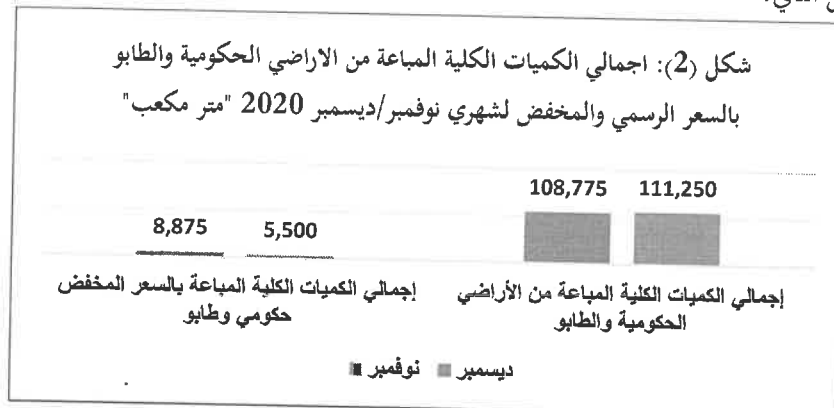 شكل (2): اجمالي الكميات الكلية المباعة من الاراضي الحكومية والطابو
بالسعر الرسمي والمخفض لشهري نوفمبر/ديسمبر 2020 "متر مكعب"
108,775 111,250
8,875 5,500
إجمالي الكميات الكلية المباعة من الأراضي
الحكومية والطابو
إجمالي الكميات الكلية المباعة بالسعر المخفض
حكومي وطابو
ديسمبر نوفمبر